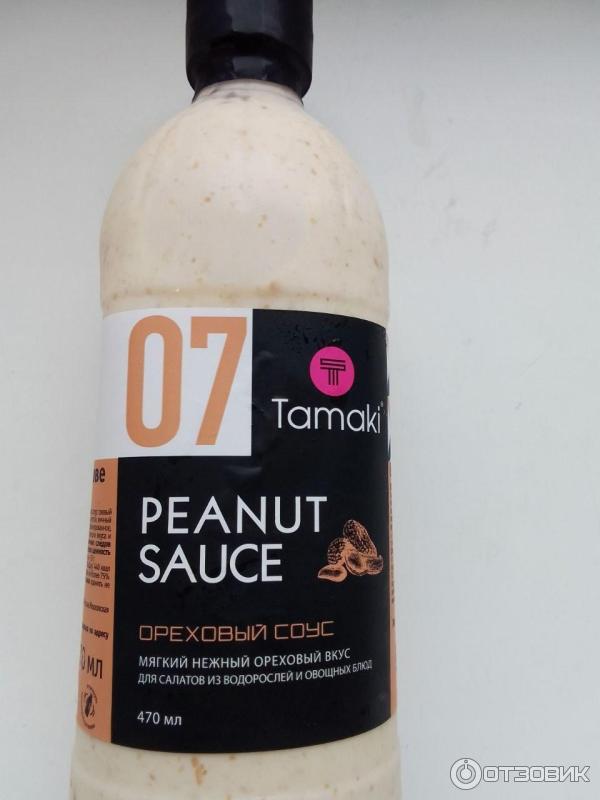 07
Tamaki
PEANUT
SAUCE
ОРЕХОВЫЙ СОУС
МЯГКИЙ НЕЖНЫЙ ОРЕХОВЫЙ ВКУС
ДЛЯ САЛАТОВ ИЗ ВОДОРОСЛЕЙ И ОВОЩНЫХ БЛЮД
470 мл
ОТЗОВИК